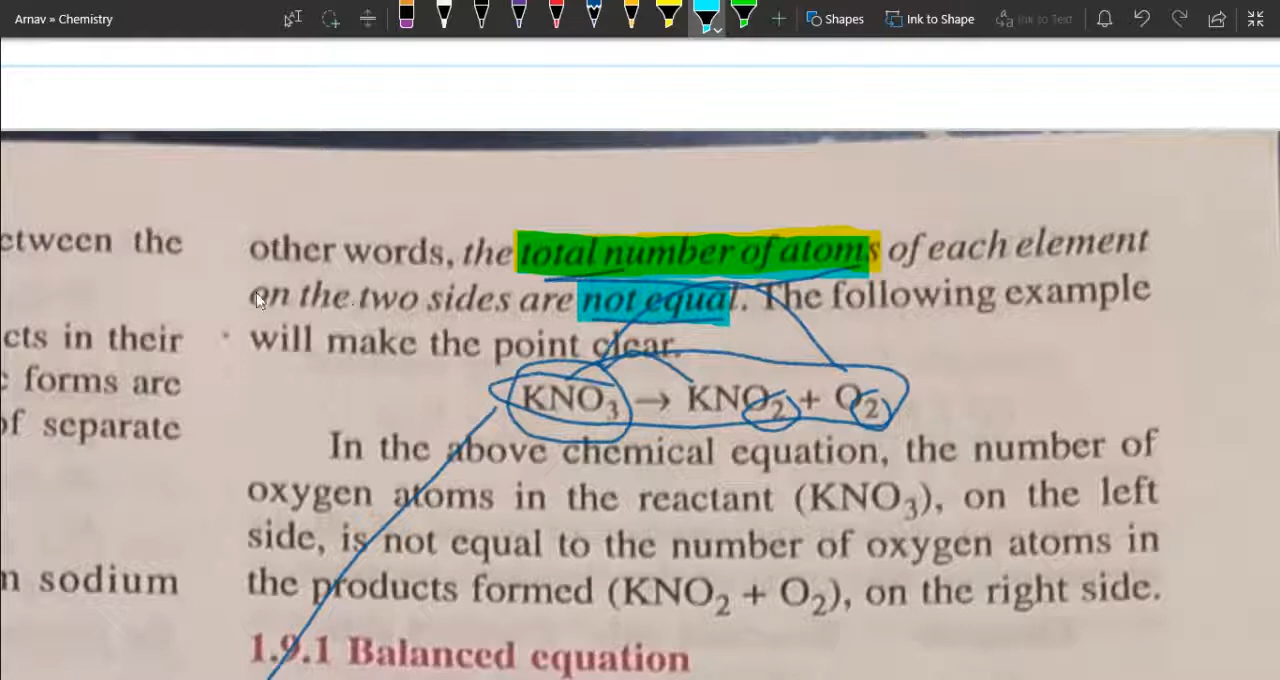 Arnav » Chemistry
Shapes
Ink to Shape
Ink to Text
etween the
cts in their
forms are
of separate
n sodium
other words, the total number of atoms of each element
on the two sides are not equal. The following example
will make the point clear.
KNO₃ → KNO₂ + O₂
In the above chemical equation, the number of
oxygen atoms in the reactant (KNO₃), on the left
side, is not equal to the number of oxygen atoms in
the products formed (KNO₂ + O₂), on the right side.
1.9.1 Balanced equation